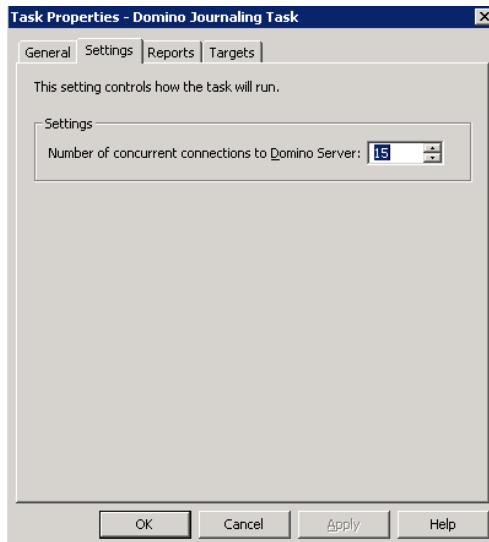 Task Properties - Domino Journaling Task
General Settings Reports Targets
This setting controls how the task will run.
Settings
Number of concurrent connections to Domino Server: 15
OK Cancel Apply Help